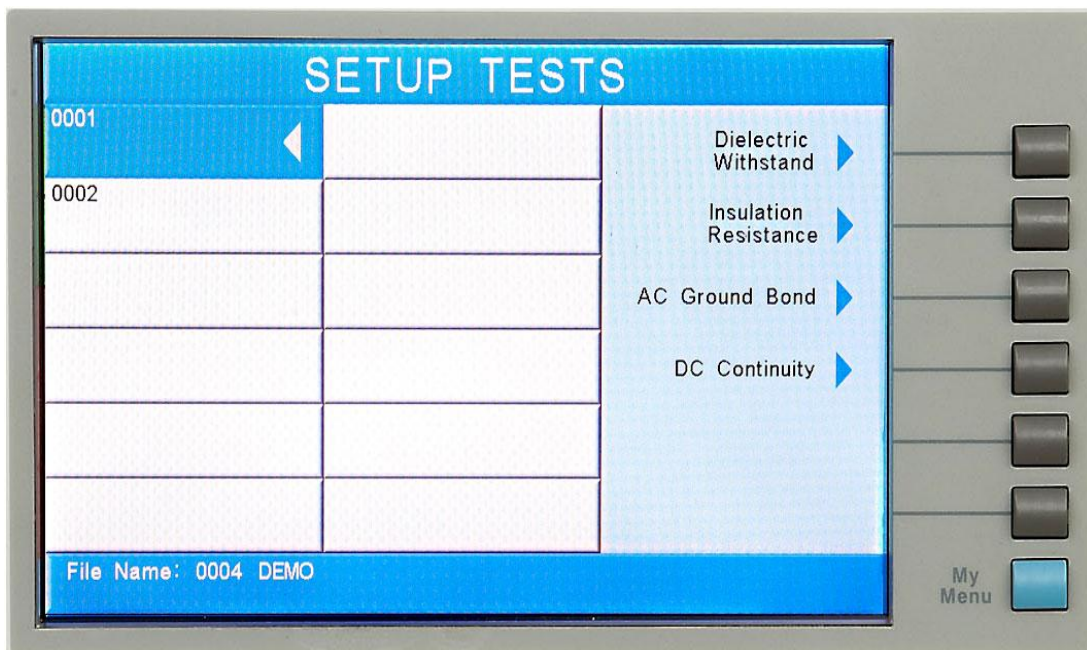 SETUP TESTS
0001
0002
Dielectric
Withstand
Insulation
Resistance
AC Ground Bond
DC Continuity
File Name: 0004 DEMO
My
Menu